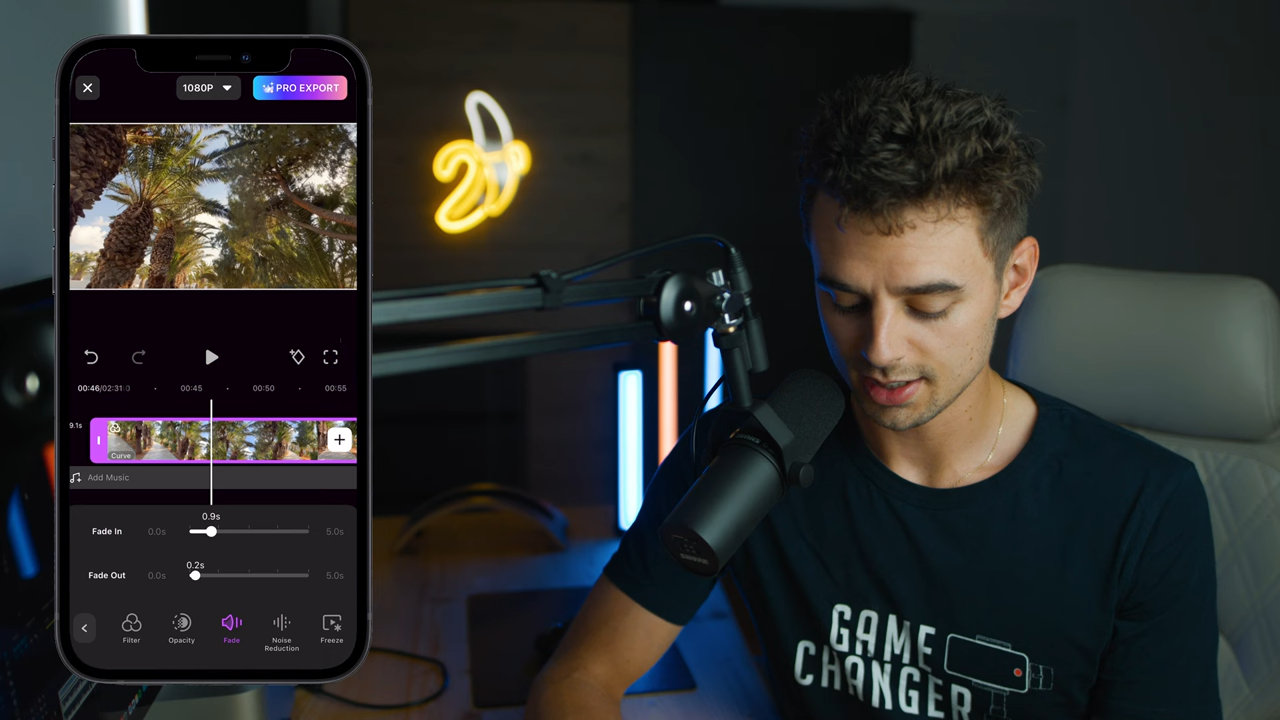 1080P
PRO EXPORT
00:46/02:31
00:45
00:50
00:55
9.1s
Curve
Add Music
0.9s
Fade In
0.0s
5.0s
0.2s
Fade Out
0.0s
5.0s
Filter
Opacity
Fade
Noise
Reduction
Freeze
SHURE
GAME
CHANGER